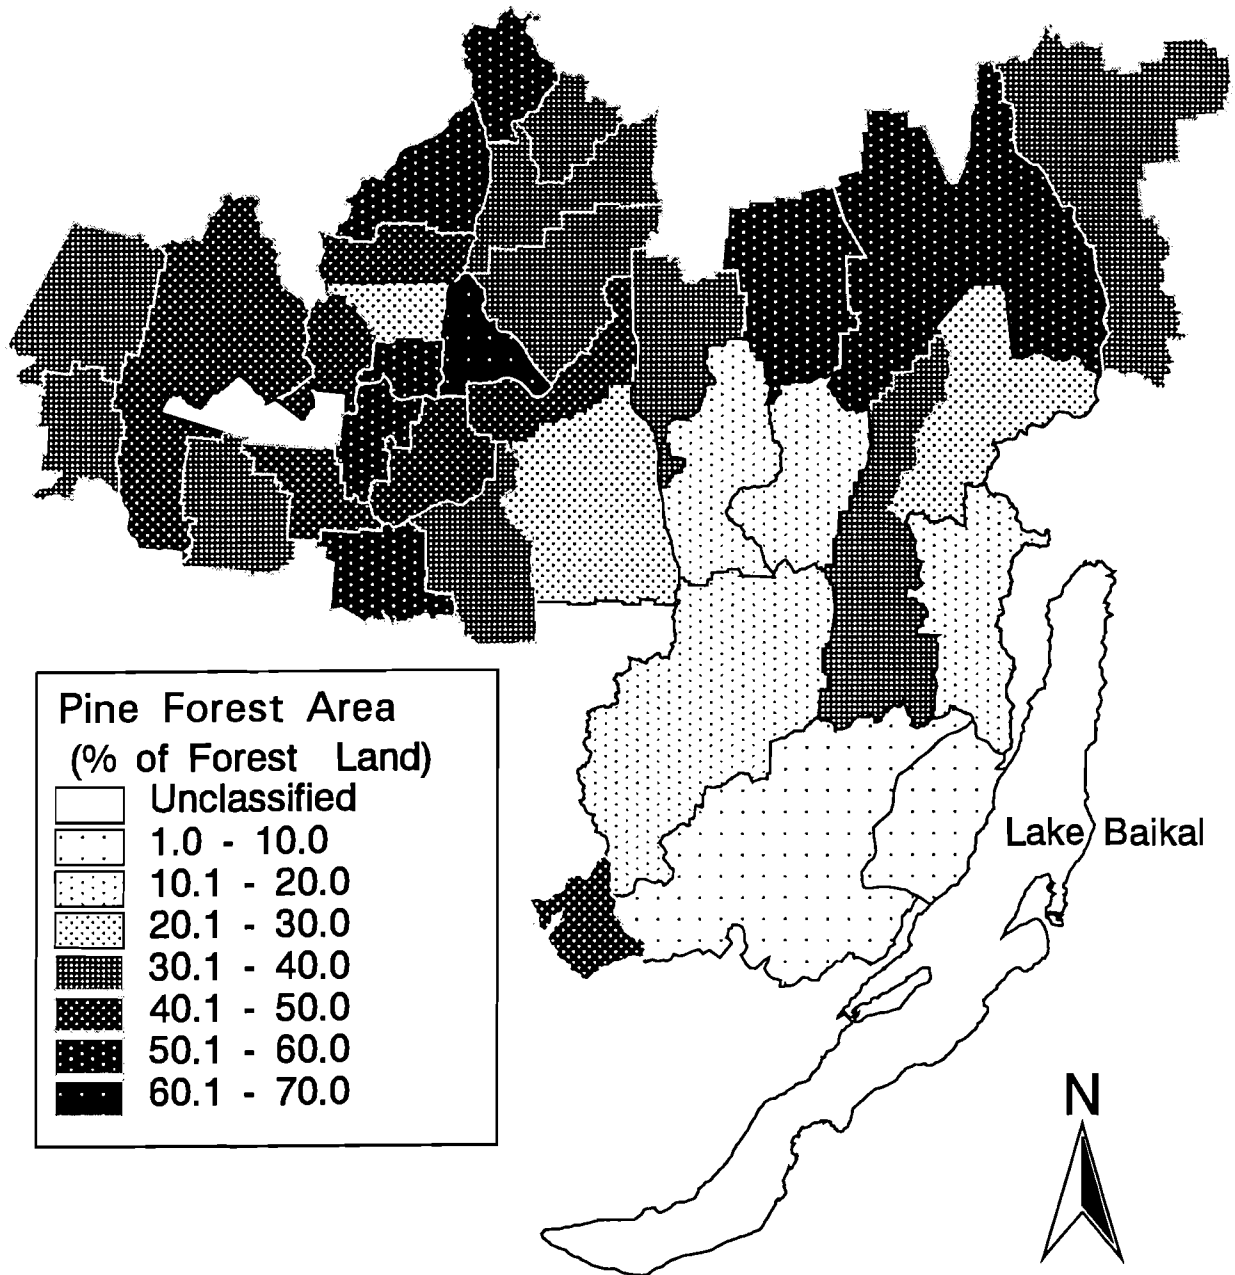 Pine Forest Area
(% of Forest Land)
Unclassified
1.0 - 10.0
10.1 - 20.0
20.1 - 30.0
30.1 - 40.0
40.1 - 50.0
50.1 - 60.0
60.1 - 70.0
Lake Baikal
N